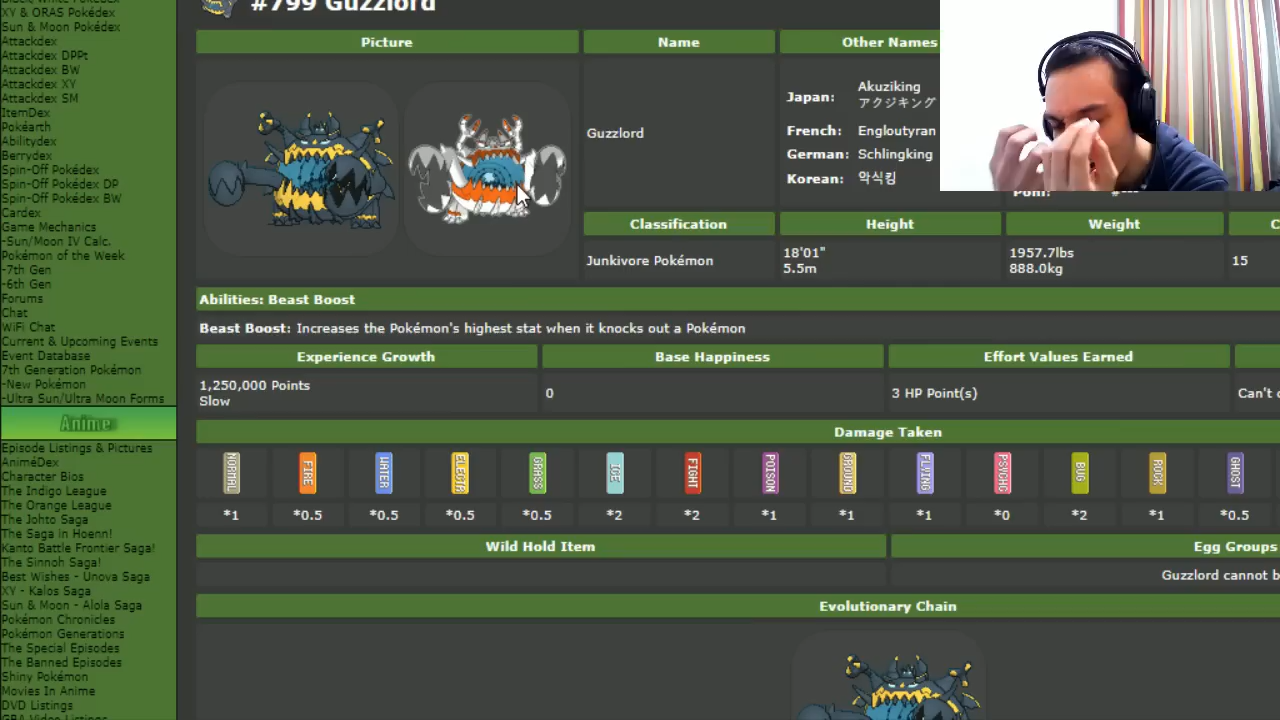 Black/White Pokédex
XY & ORAS Pokédex
Sun & Moon Pokédex
Attackdex
Attackdex DPPt
Attackdex BW
Attackdex XY
Attackdex SM
ItemDex
Pokéarth
Abilitydex
Berrydex
Spin-Off Pokédex
Spin-Off Pokédex DP
Spin-Off Pokédex BW
Cardex
Game Mechanics
-Sun/Moon IV Calc.
Pokémon of the Week
-7th Gen
-6th Gen
Forums
Chat
WiFi Chat
Current & Upcoming Events
Event Database
7th Generation Pokémon
-New Pokémon
-Ultra Sun/Ultra Moon Forms
Anime
Episode Listings & Pictures
AniméDex
Character Bios
The Indigo League
The Orange League
The Johto Saga
The Saga in Hoenn!
Kanto Battle Frontier Saga!
The Sinnoh Saga!
Best Wishes - Unova Saga
XY - Kalos Saga
Sun & Moon - Alola Saga
Pokémon Chronicles
Pokémon Generations
The Special Episodes
The Banned Episodes
Shiny Pokémon
Movies In Anime
DVD Listings
GBA Video Listings
#799 Guzzlord
Picture Name Other Names
Guzzlord
Japan: Akuziking
アクジキング
French: Engloutyran
German: Schlingking
Korean: 악식킹
Classification Height Weight C
Junkivore Pokémon 18'01" 1957.7lbs 15
5.5m 888.0kg
Abilities: Beast Boost
Beast Boost: Increases the Pokémon's highest stat when it knocks out a Pokémon
Experience Growth Base Happiness Effort Values Earned
1,250,000 Points 0 3 HP Point(s) Can't
Slow
Damage Taken
NORMAL FIRE WATER ELECTR GRASS ICE FIGHT POISON GROUND FLYING PSYCHC BUG ROCK GHOST
*1 *0.5 *0.5 *0.5 *0.5 *2 *2 *1 *1 *1 *0 *2 *1 *0.5
Wild Hold Item Egg Groups
Guzzlord cannot b
Evolutionary Chain